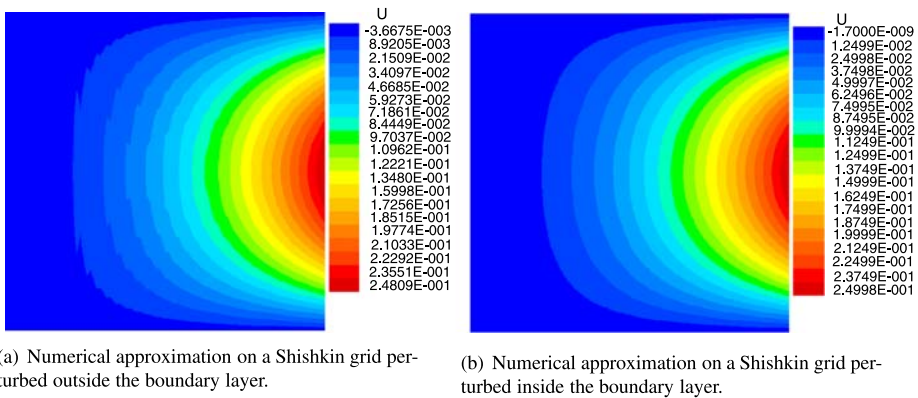 U
-3.6675E-003
8.9205E-003
2.1509E-002
3.4097E-002
4.6685E-002
5.9273E-002
7.1861E-002
8.4449E-002
9.7037E-002
1.0962E-001
1.2221E-001
1.3480E-001
1.5998E-001
1.7256E-001
1.8515E-001
1.9774E-001
2.1033E-001
2.2292E-001
2.3551E-001
2.4809E-001
U
-1.7000E-009
1.2499E-002
2.4998E-002
3.7498E-002
4.9997E-002
6.2496E-002
7.4995E-002
8.7495E-002
9.9994E-002
1.1249E-001
1.2499E-001
1.3749E-001
1.4999E-001
1.6249E-001
1.7499E-001
1.8749E-001
1.9999E-001
2.1249E-001
2.2499E-001
2.3749E-001
2.4998E-001
(a) Numerical approximation on a Shishkin grid per-
turbed outside the boundary layer.
(b) Numerical approximation on a Shishkin grid per-
turbed inside the boundary layer.